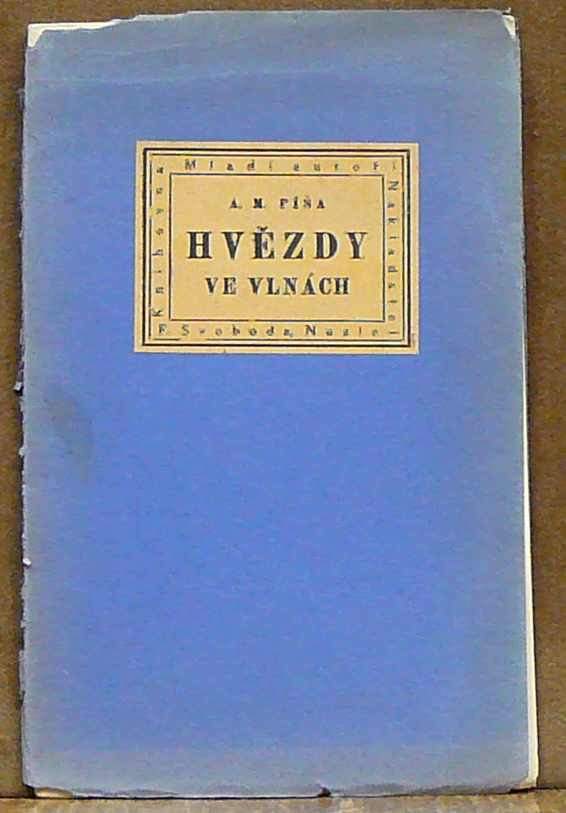 Knihovna
Mladí autoři
Nakladatel
F. Svoboda, Nusle
A. M. PÍŠA
HVĚZDY
VE VLNÁCH